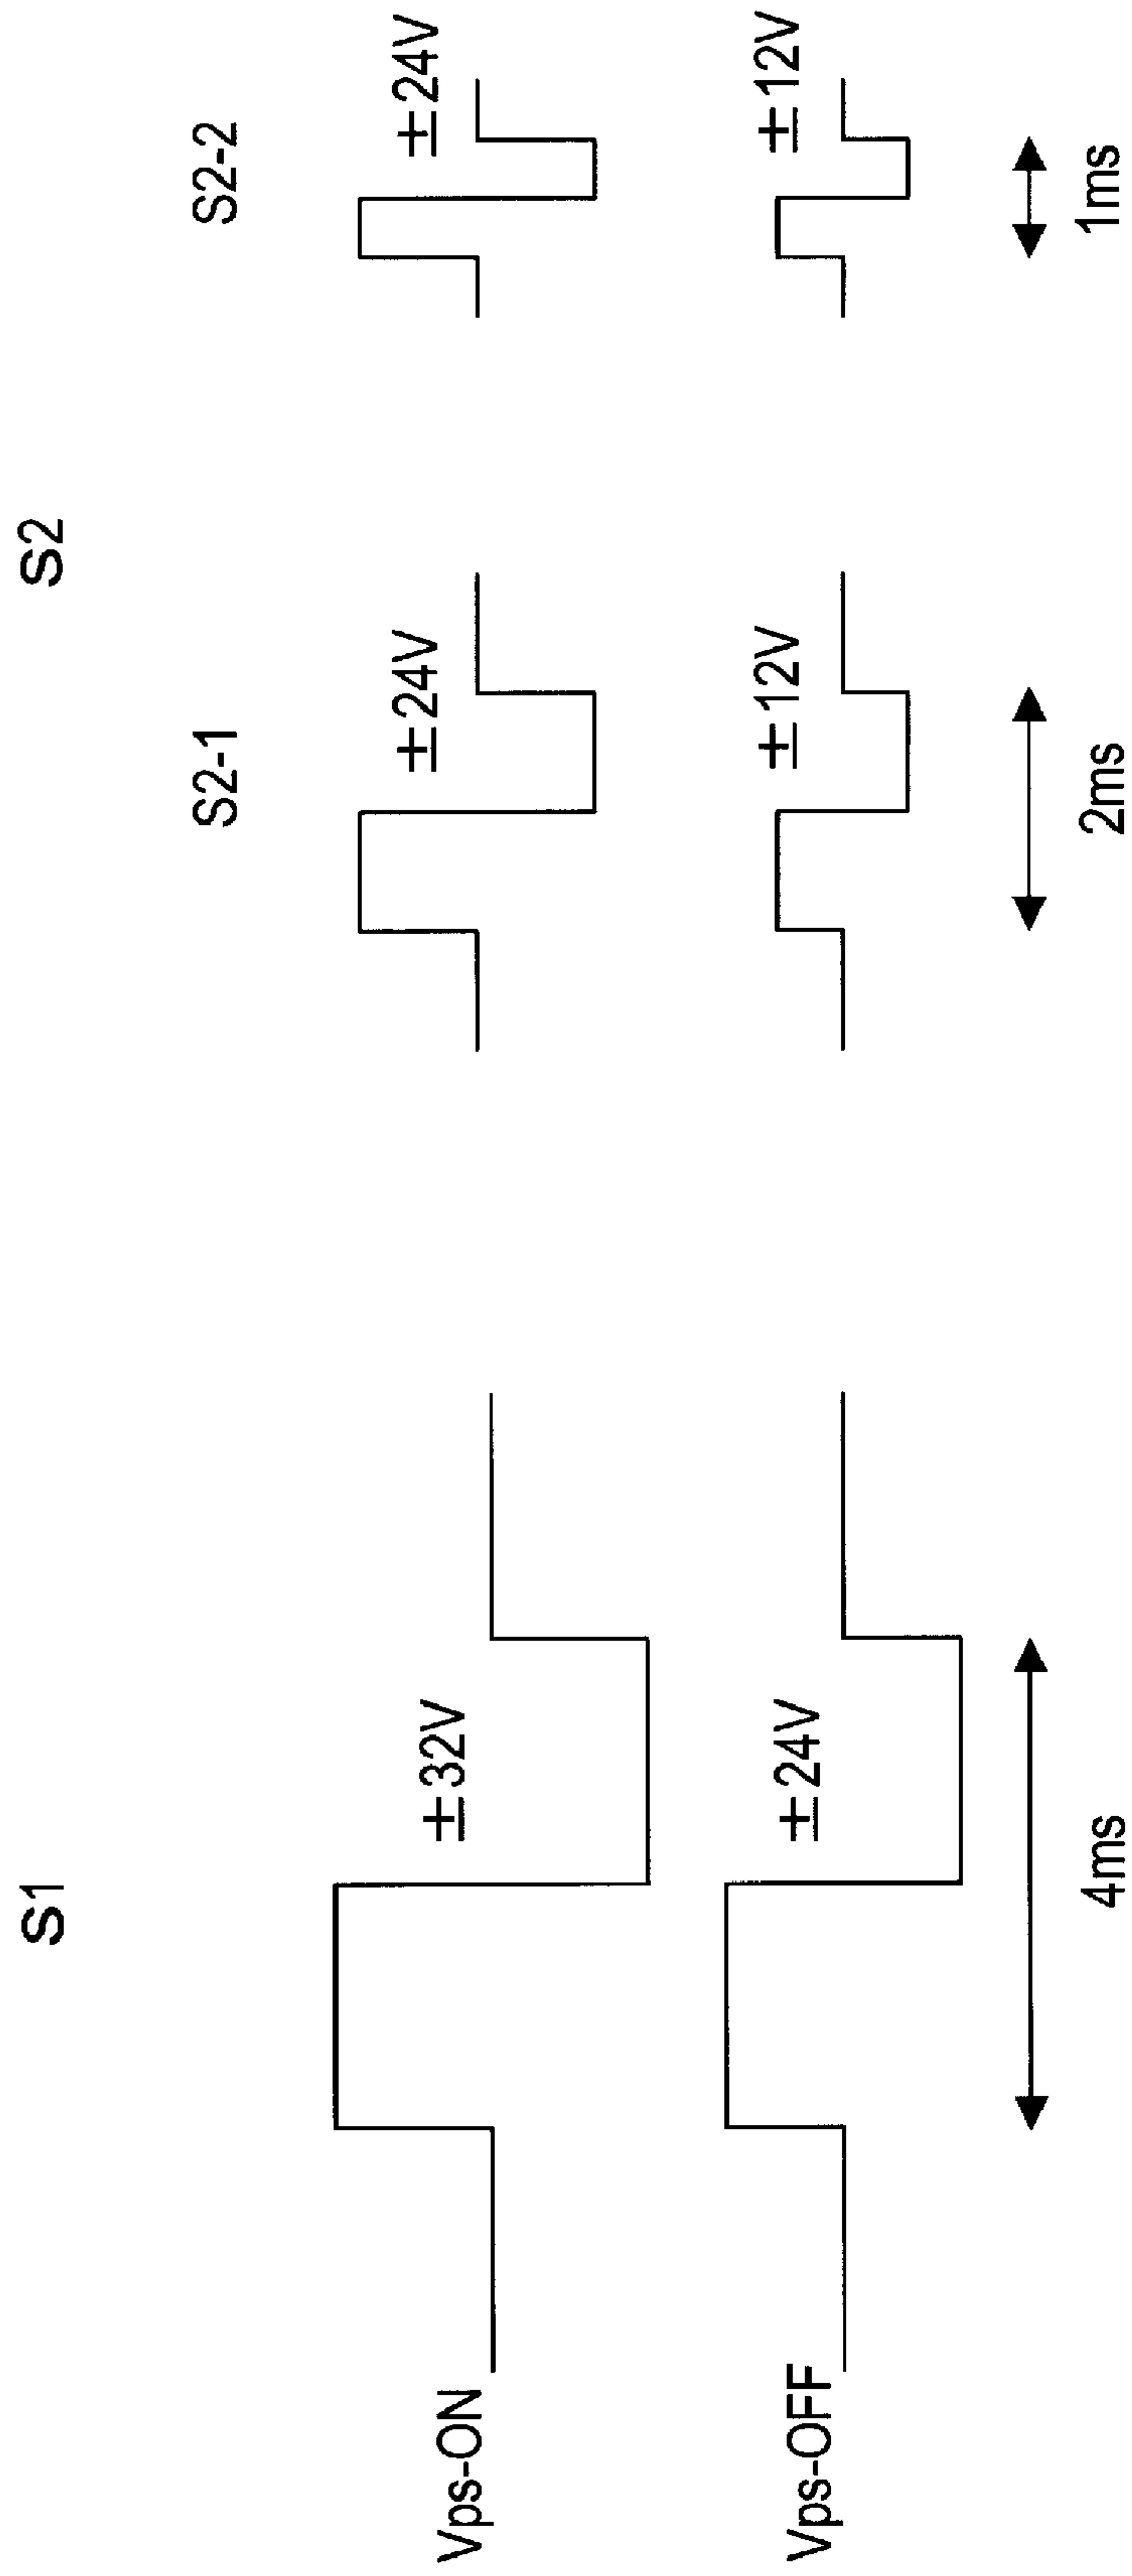 S1
S2
S2-1
S2-2
Vps-ON
±32V
±24V
±24V
Vps-OFF
±24V
±12V
±12V
4ms
2ms
1ms